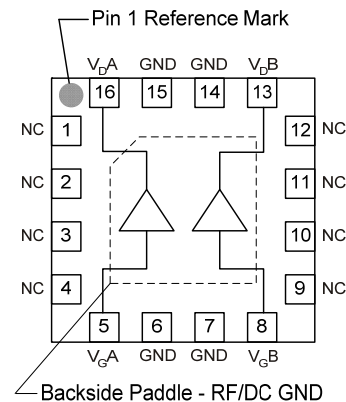 Pin 1 Reference Mark
VDA GND GND VDB
16 15 14 13
NC 1 12 NC
NC 2 11 NC
NC 3 10 NC
NC 4 9 NC
5 6 7 8
VGA GND GND VGB
Backside Paddle - RF/DC GND